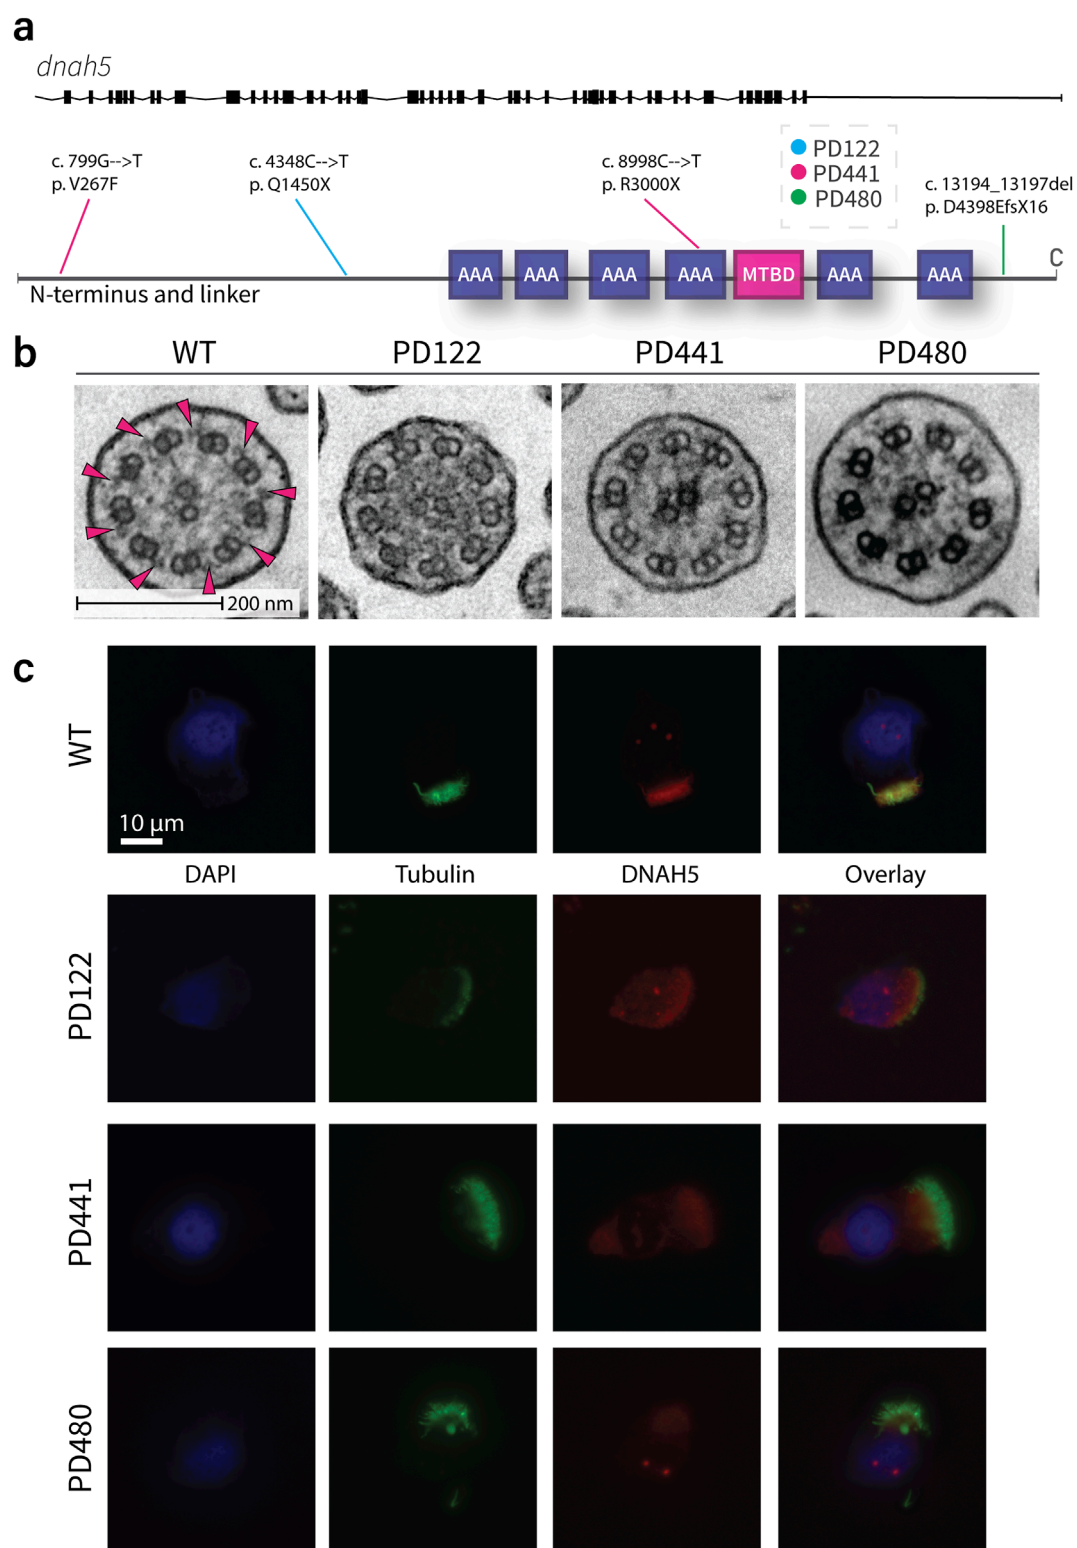 a
dnah5
c. 799G-->T
p. V267F
c. 4348C-->T
p. Q1450X
c. 8998C-->T
p. R3000X
PD122
PD441
PD480
c. 13194_13197del
p. D4398EfsX16
AAA
AAA
AAA
AAA
MTBD
AAA
AAA
C
N-terminus and linker
b
WT
PD122
PD441
PD480
200 nm
c
WT
10 µm
DAPI
Tubulin
DNAH5
Overlay
PD122
PD441
PD480